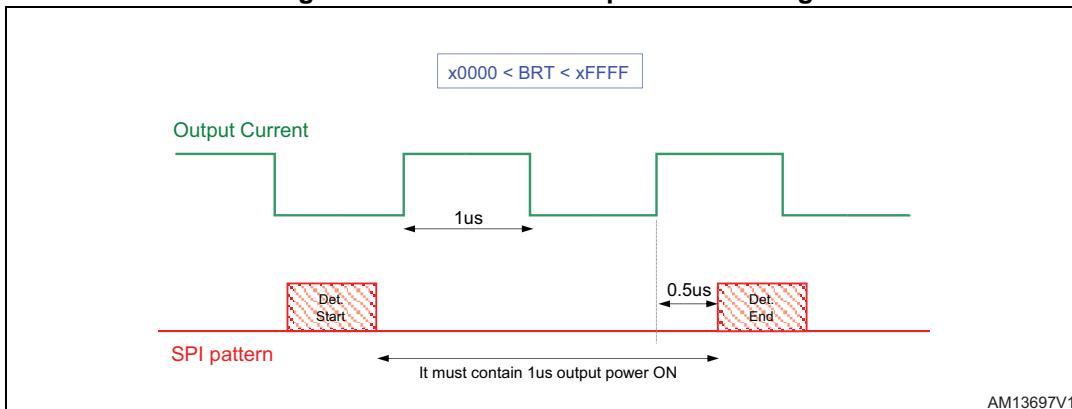 x0000 < BRT < xFFFF
Output Current
1us
0.5us
Det.
Start
Det.
End
SPI pattern
It must contain 1us output power ON
AM13697V1